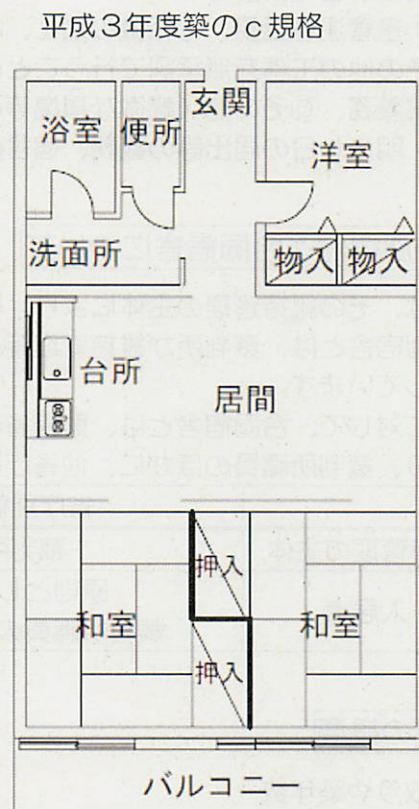 平成３年度築のｃ規格
浴室
便所
玄関
洋室
洗面所
物入
物入
台所
居間
押入
和室
和室
押入
バルコニー